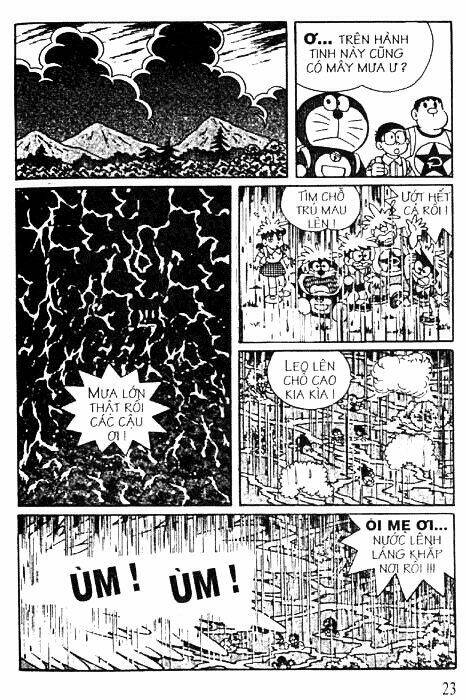 Ơ... TRÊN HÀNH
TINH NÀY CŨNG
CÓ MÂY MƯA Ư ?
MƯA LỚN
THẬT RỒI
CÁC CẬU
ƠI !
TÌM CHỖ
TRÚ MAU
LÊN !
ƯỚT HẾT
CẢ RỒI !
LEO LÊN
CHỖ CAO
KIA KÌA !
ÙM ! ÙM !
ỐI MẸ ƠI...
NƯỚC LÊNH
LÁNG KHẮP
NƠI RỒI !!!
23